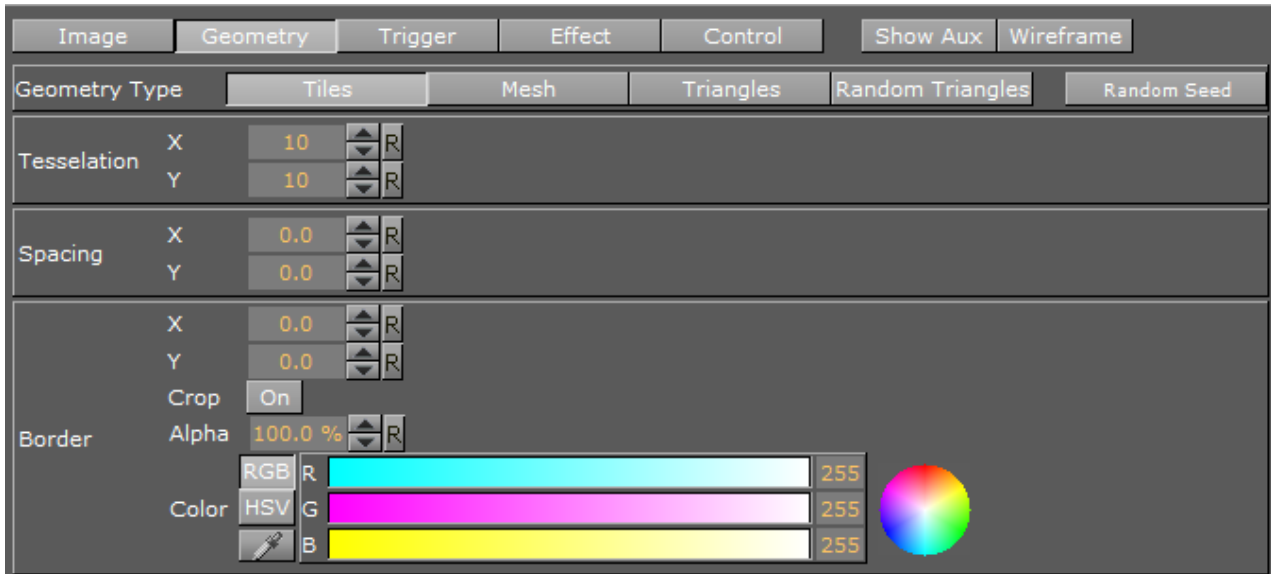 Image Geometry Trigger Effect Control Show Aux Wireframe
Geometry Type Tiles Mesh Triangles Random Triangles Random Seed
Tesselation
X 10 R
Y 10 R
Spacing
X 0.0 R
Y 0.0 R
Border
X 0.0 R
Y 0.0 R
Crop On
Alpha 100.0 % R
Color
RGB R 255
HSV G 255
B 255